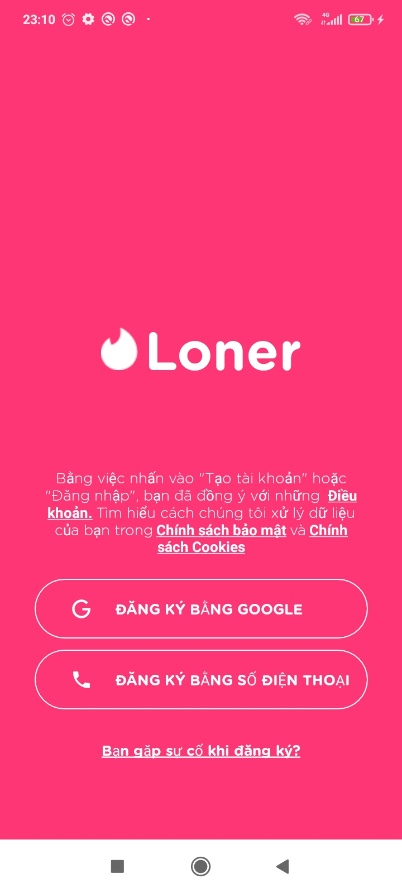 23:10
4G
67
Loner
Bằng việc nhấn vào "Tạo tài khoản" hoặc
"Đăng nhập", bạn đã đồng ý với những Điều
khoản. Tìm hiểu cách chúng tôi xử lý dữ liệu
của bạn trong Chính sách bảo mật và Chính
sách Cookies
G ĐĂNG KÝ BẰNG GOOGLE
ĐĂNG KÝ BẰNG SỐ ĐIỆN THOẠI
Bạn gặp sự cố khi đăng ký?